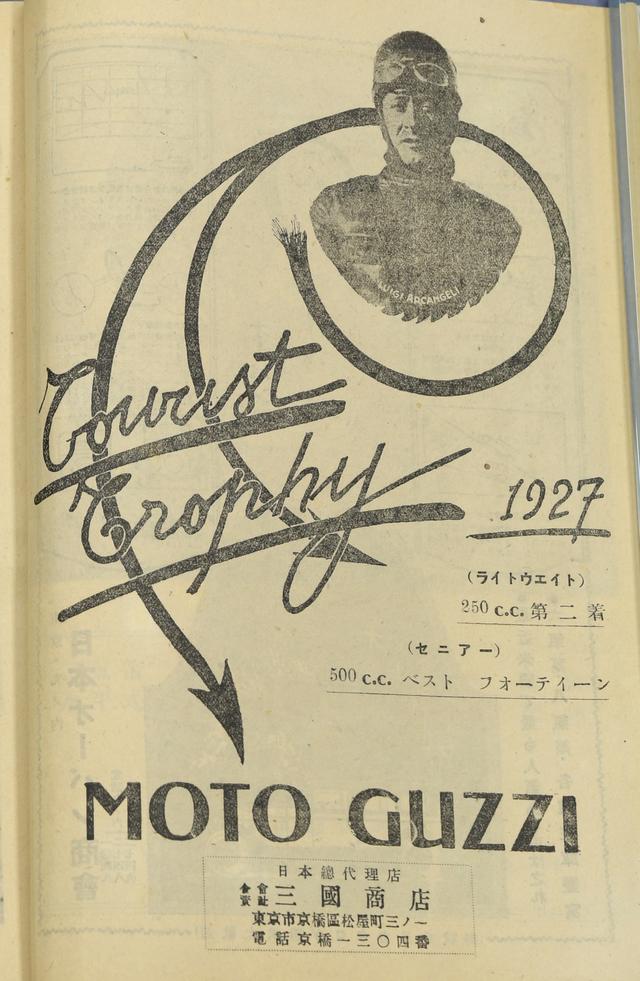 LUIGI ARCANGELI
Tourist
Trophy
1927
(ライトウエイト)
250 c.c. 第二着
(セニアー)
500 c.c. ベスト フォーティーン
MOTO GUZZI
日本總代理店
合資會社 三國商店
東京市京橋區松屋町三ノ一
電話京橋一三〇四番